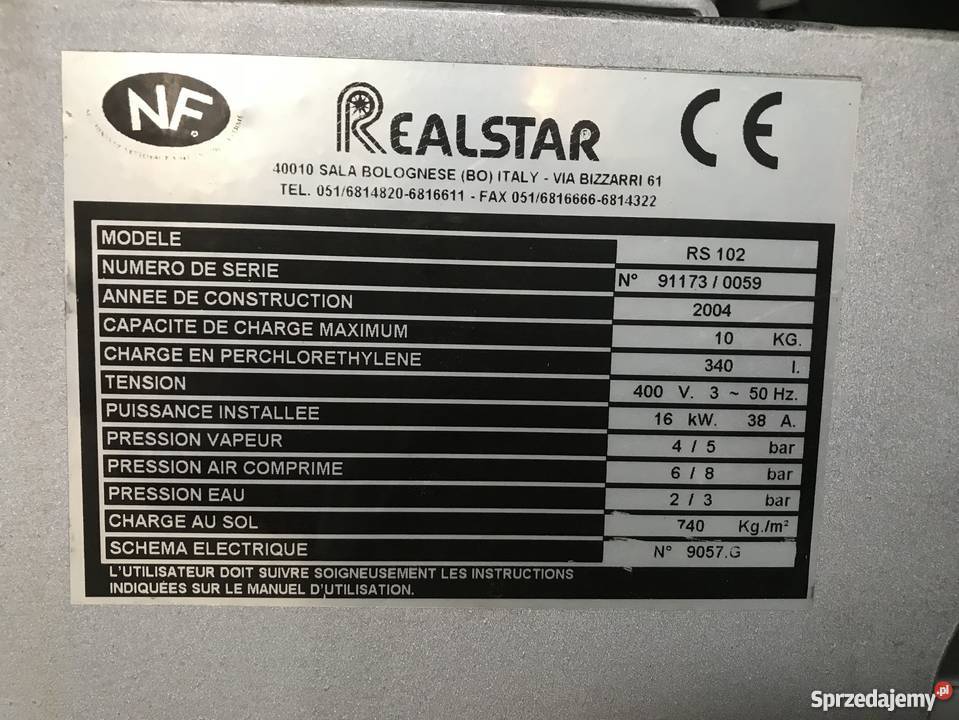 NF
REALSTAR
CE
40010 SALA BOLOGNESE (BO) ITALY - VIA BIZZARRI 61
TEL. 051/6814820-6816611 - FAX 051/6816666-6814322
MODELE RS 102
NUMERO DE SERIE N° 91173 / 0059
ANNEE DE CONSTRUCTION 2004
CAPACITE DE CHARGE MAXIMUM 10 KG.
CHARGE EN PERCHLORETHYLENE 340 l.
TENSION 400 V. 3 ~ 50 Hz.
PUISSANCE INSTALLEE 16 kW. 38 A.
PRESSION VAPEUR 4 / 5 bar
PRESSION AIR COMPRIME 6 / 8 bar
PRESSION EAU 2 / 3 bar
CHARGE AU SOL 740 Kg./m²
SCHEMA ELECTRIQUE N° 9057.G
L'UTILISATEUR DOIT SUIVRE SOIGNEUSEMENT LES INSTRUCTIONS
INDIQUÉES SUR LE MANUEL D'UTILISATION.
Sprzedajemy.pl